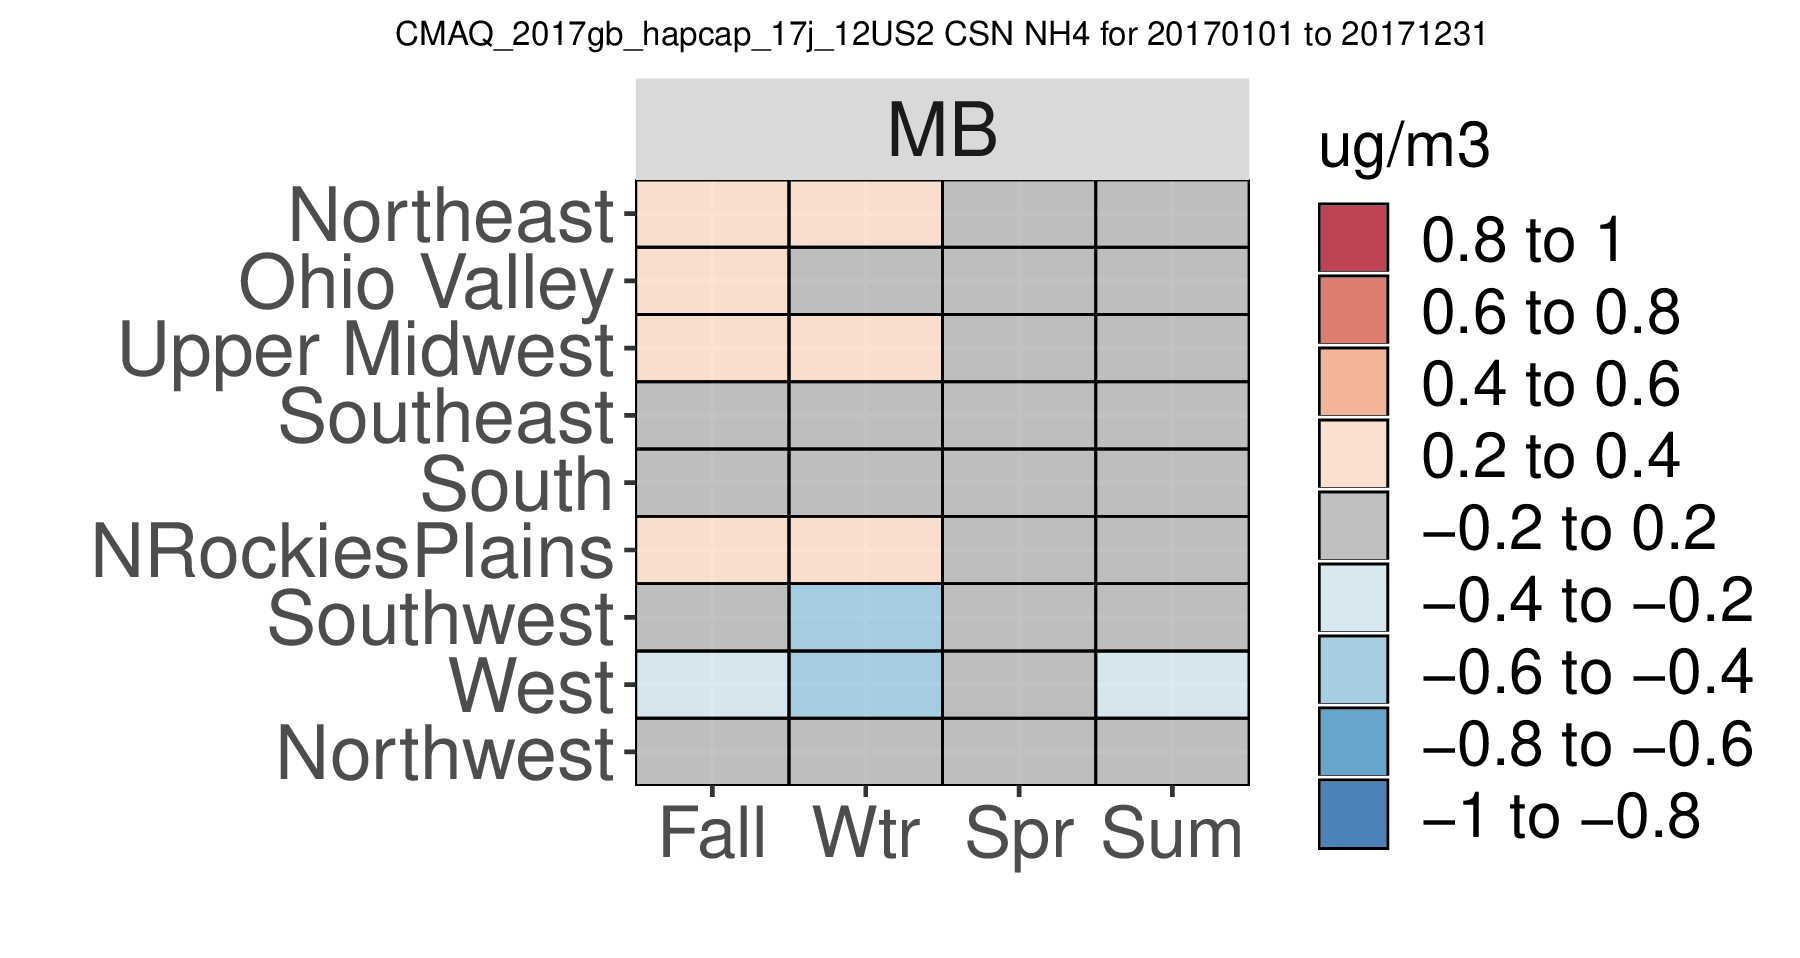 CMAQ_2017gb_hapcap_17j_12US2 CSN NH4 for 20170101 to 20171231
MB
Northeast
Ohio Valley
Upper Midwest
Southeast
South
NRockiesPlains
Southwest
West
Northwest
Fall Wtr Spr Sum
ug/m3
0.8 to 1
0.6 to 0.8
0.4 to 0.6
0.2 to 0.4
−0.2 to 0.2
−0.4 to −0.2
−0.6 to −0.4
−0.8 to −0.6
−1 to −0.8